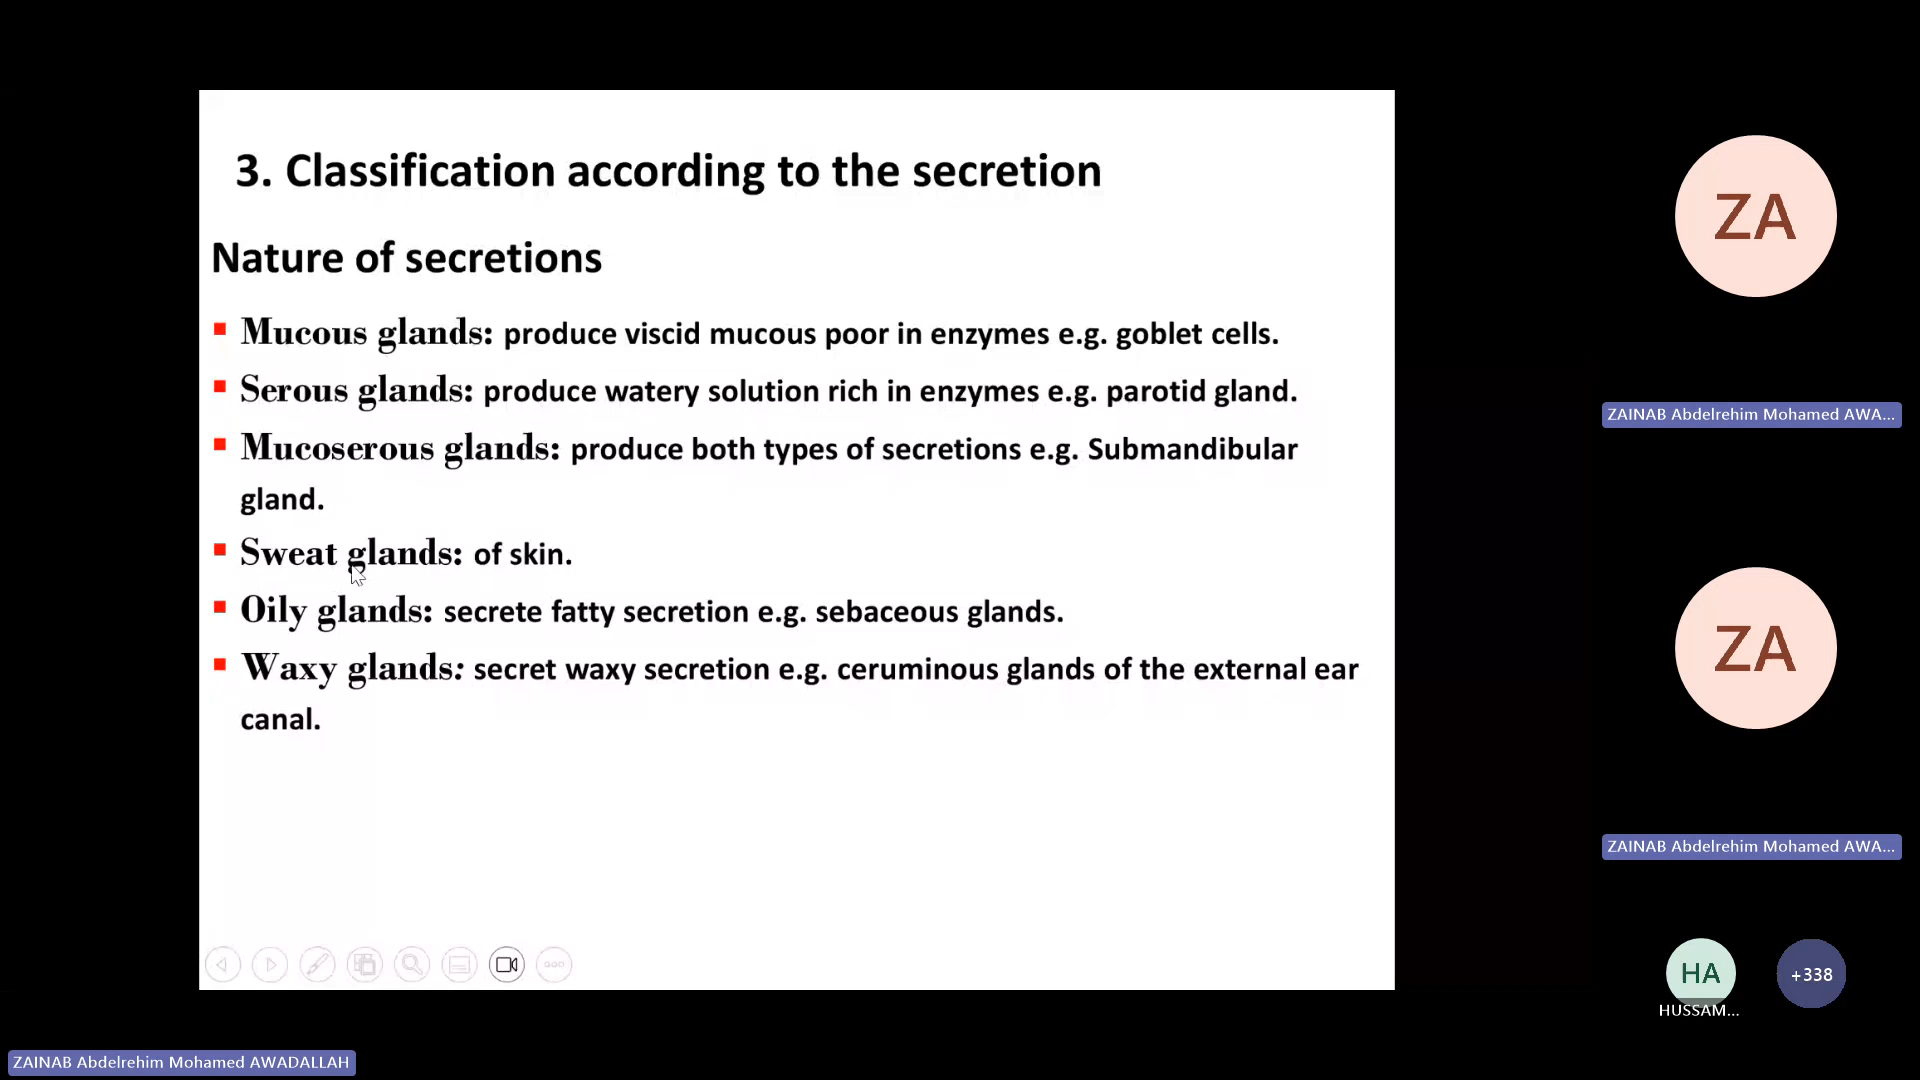 3. Classification according to the secretion
Nature of secretions
Mucous glands: produce viscid mucous poor in enzymes e.g. goblet cells.
Serous glands: produce watery solution rich in enzymes e.g. parotid gland.
Mucoserous glands: produce both types of secretions e.g. Submandibular
gland.
Sweat glands: of skin.
Oily glands: secrete fatty secretion e.g. sebaceous glands.
Waxy glands: secret waxy secretion e.g. ceruminous glands of the external ear
canal.
ZA
ZAINAB Abdelrehim Mohamed AWA...
ZA
ZAINAB Abdelrehim Mohamed AWA...
HA
+338
HUSSAM...
ZAINAB Abdelrehim Mohamed AWADALLAH